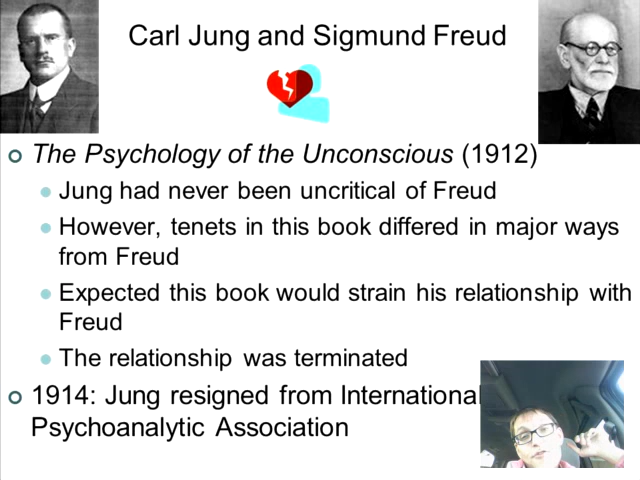 Carl Jung and Sigmund Freud
The Psychology of the Unconscious (1912)
Jung had never been uncritical of Freud
However, tenets in this book differed in major ways
from Freud
Expected this book would strain his relationship with
Freud
The relationship was terminated
1914: Jung resigned from International
Psychoanalytic Association